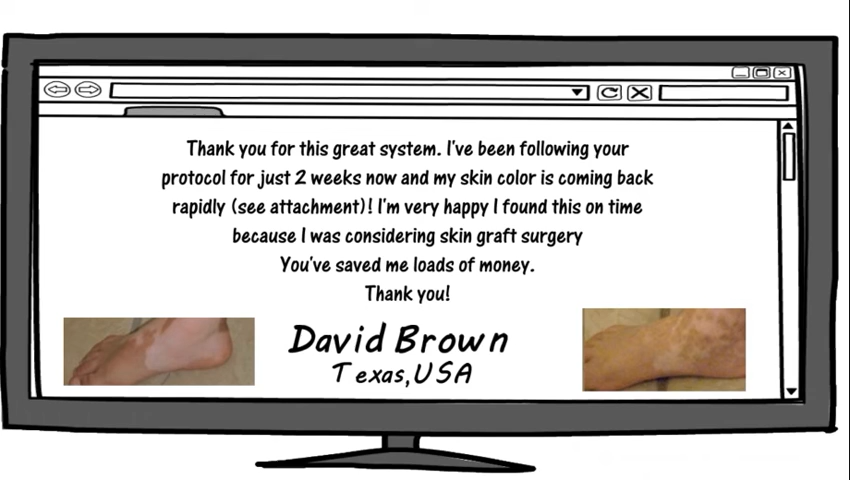 Thank you for this great system. I've been following your
protocol for just 2 weeks now and my skin color is coming back
rapidly (see attachment)! I'm very happy I found this on time
because I was considering skin graft surgery
You've saved me loads of money.
Thank you!
David Brown
Texas,USA